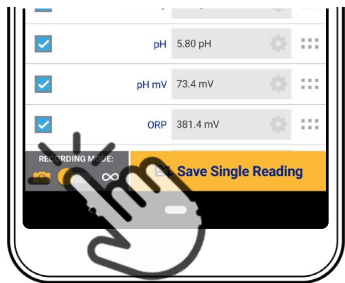 pH 5.80 pH
pH mV 73.4 mV
ORP 381.4 mV
RECORDING MODE:
Save Single Reading